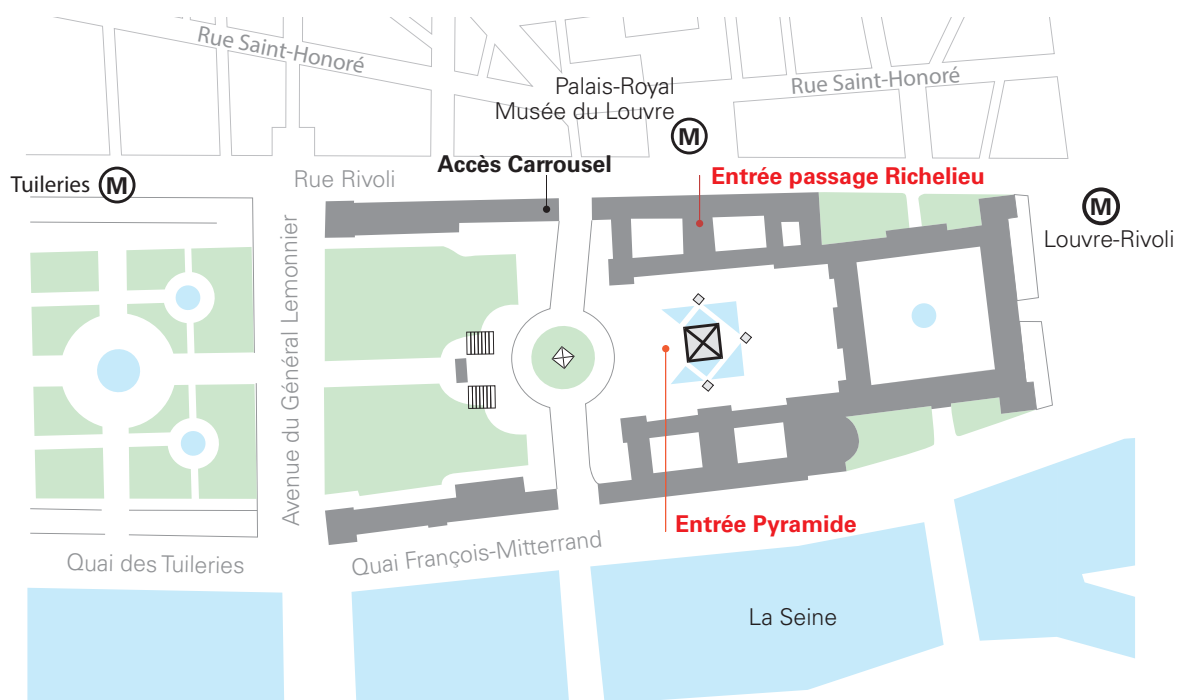 Rue Saint-Honoré
Rue Saint-Honoré
Palais-Royal
Musée du Louvre
M
Accès Carrousel
Tuileries M
Rue Rivoli
Entrée passage Richelieu
M
Louvre-Rivoli
Avenue du Général Lemonnier
Entrée Pyramide
Quai François-Mitterrand
Quai des Tuileries
La Seine